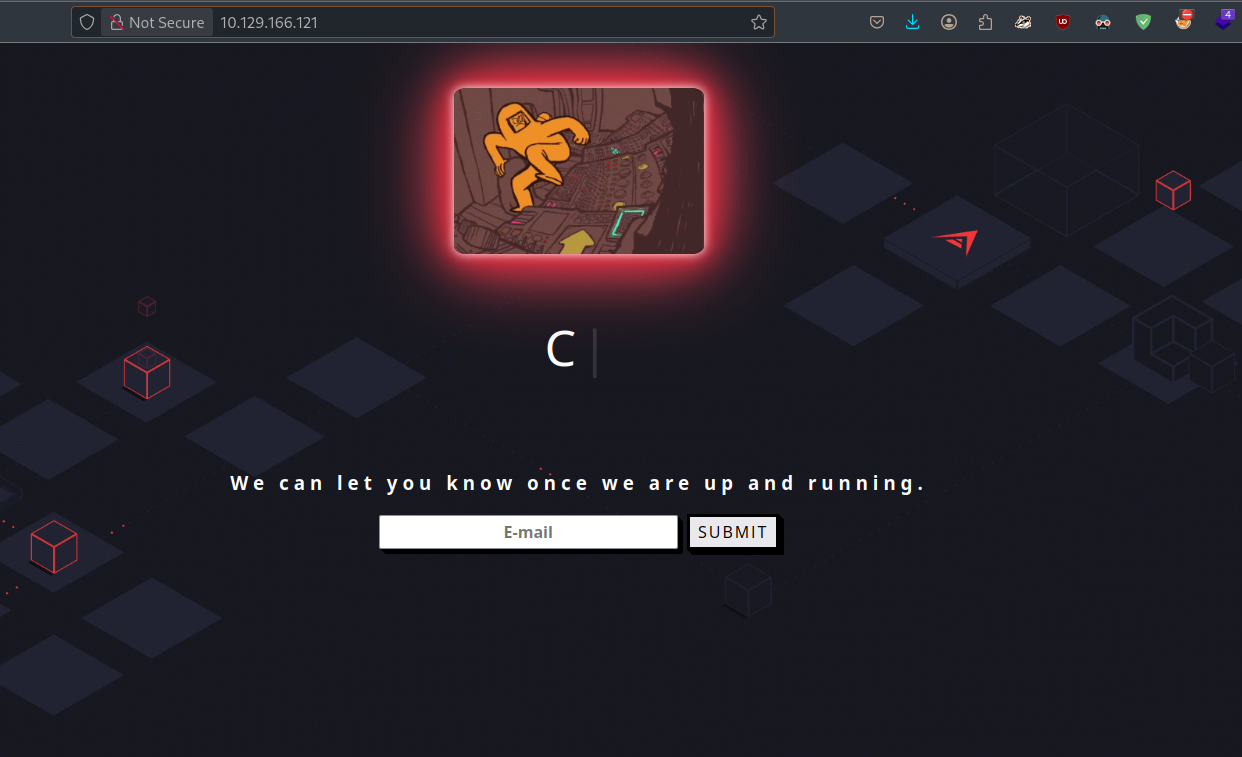 Not Secure 10.129.166.121
4
C
We can let you know once we are up and running.
E-mail
SUBMIT